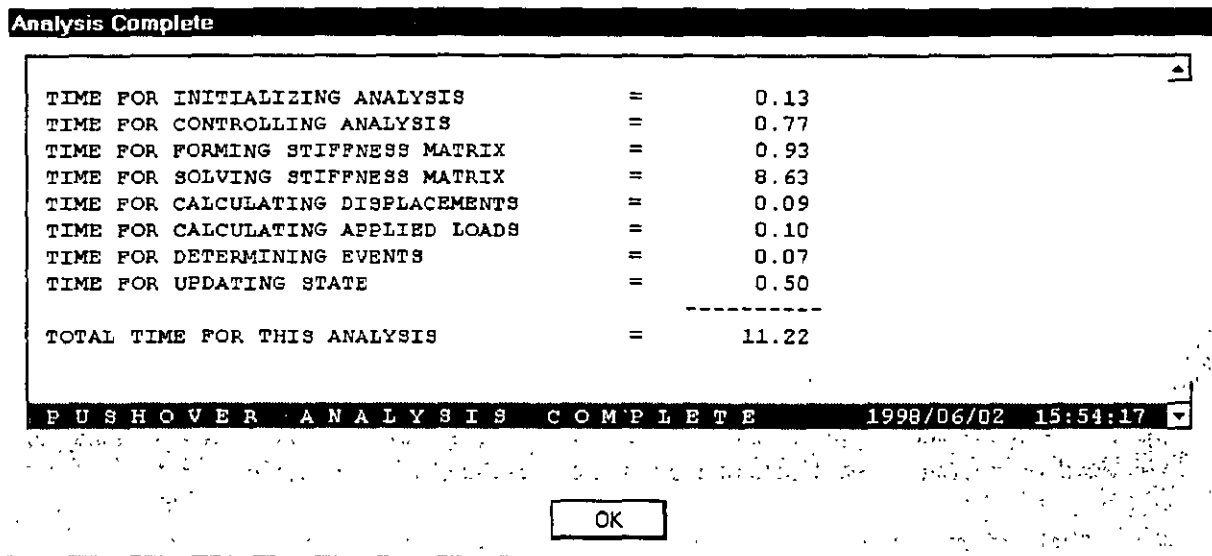 Analysis Complete
TIME FOR INITIALIZING ANALYSIS = 0.13
TIME FOR CONTROLLING ANALYSIS = 0.77
TIME FOR FORMING STIFFNESS MATRIX = 0.93
TIME FOR SOLVING STIFFNESS MATRIX = 8.63
TIME FOR CALCULATING DISPLACEMENTS = 0.09
TIME FOR CALCULATING APPLIED LOADS = 0.10
TIME FOR DETERMINING EVENTS = 0.07
TIME FOR UPDATING STATE = 0.50
----------
TOTAL TIME FOR THIS ANALYSIS = 11.22
P U S H O V E R A N A L Y S I S C O M P L E T E 1998/06/02 15:54:17
OK